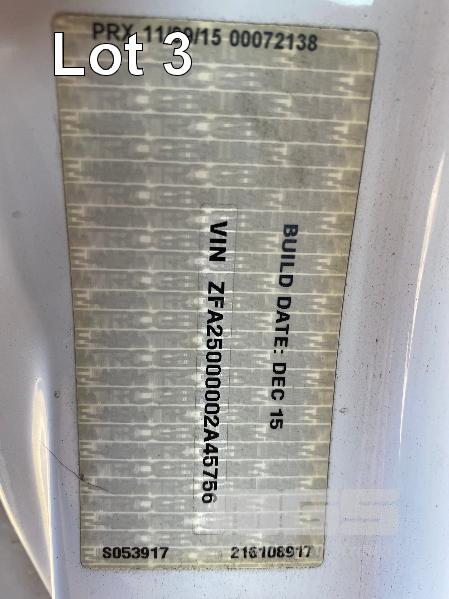 Lot 3
PRX 11/09/15 00072138
BUILD DATE: DEC 15
VIN ZFA25000002A45756
S053917
216108917